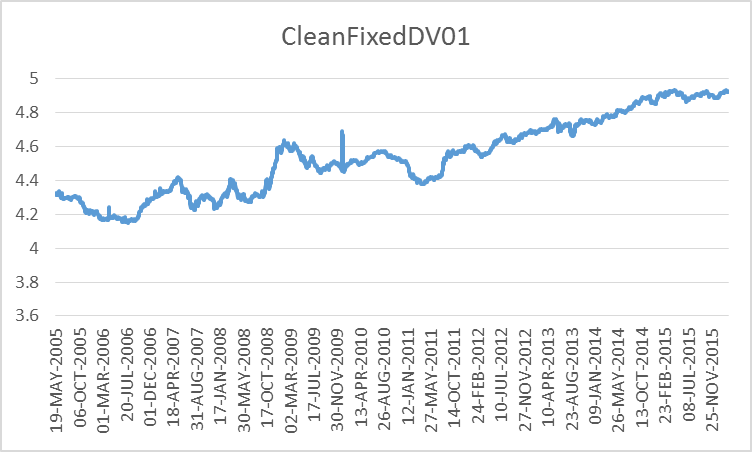 CleanFixedDV01
5
4.8
4.6
4.4
4.2
4
3.8
3.6
19-MAY-2005
06-OCT-2005
01-MAR-2006
20-JUL-2006
01-DEC-2006
18-APR-2007
31-AUG-2007
17-JAN-2008
30-MAY-2008
17-OCT-2008
02-MAR-2009
17-JUL-2009
30-NOV-2009
13-APR-2010
26-AUG-2010
12-JAN-2011
27-MAY-2011
14-OCT-2011
24-FEB-2012
10-JUL-2012
27-NOV-2012
10-APR-2013
23-AUG-2013
09-JAN-2014
26-MAY-2014
13-OCT-2014
23-FEB-2015
08-JUL-2015
25-NOV-2015